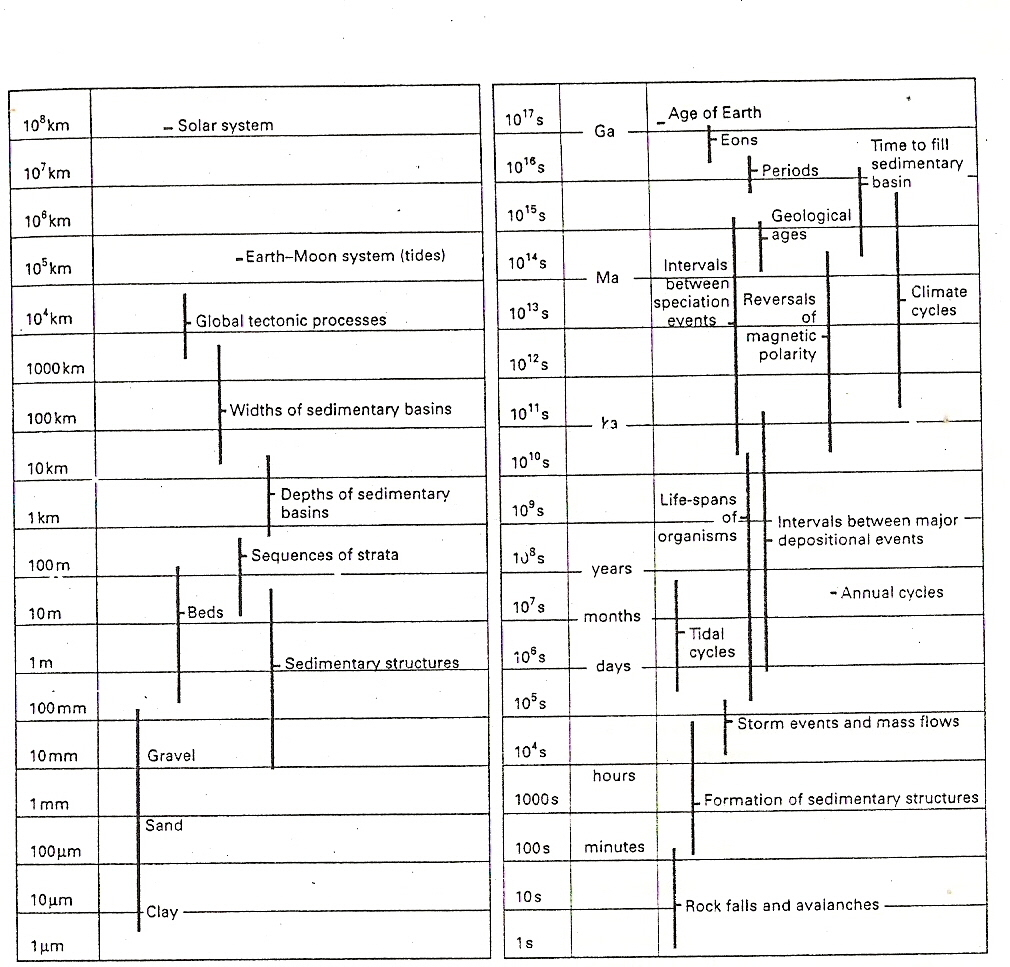 10⁸km
Solar system
10⁷km
10⁶km
Earth–Moon system (tides)
10⁵km
10⁴km
Global tectonic processes
1000km
100km
Widths of sedimentary basins
10km
Depths of sedimentary
basins
1km
Sequences of strata
100m
10m
Beds
1m
Sedimentary structures
100mm
10mm
Gravel
1mm
Sand
100μm
10μm
Clay
1μm
10¹⁷s
Ga
Age of Earth
Eons
10¹⁶s
Periods
Time to fill
sedimentary
basin
10¹⁵s
Geological
ages
10¹⁴s
Ma
Intervals
between
speciation
events
10¹³s
Reversals
of
magnetic
polarity
Climate
cycles
10¹²s
10¹¹s
10¹⁰s
10⁹s
Life-spans
of
organisms
Intervals between major
depositional events
10⁸s
years
10⁷s
Annual cycles
months
Tidal
cycles
10⁶s
days
10⁵s
Storm events and mass flows
10⁴s
hours
1000s
Formation of sedimentary structures
100s
minutes
10s
Rock falls and avalanches
1s